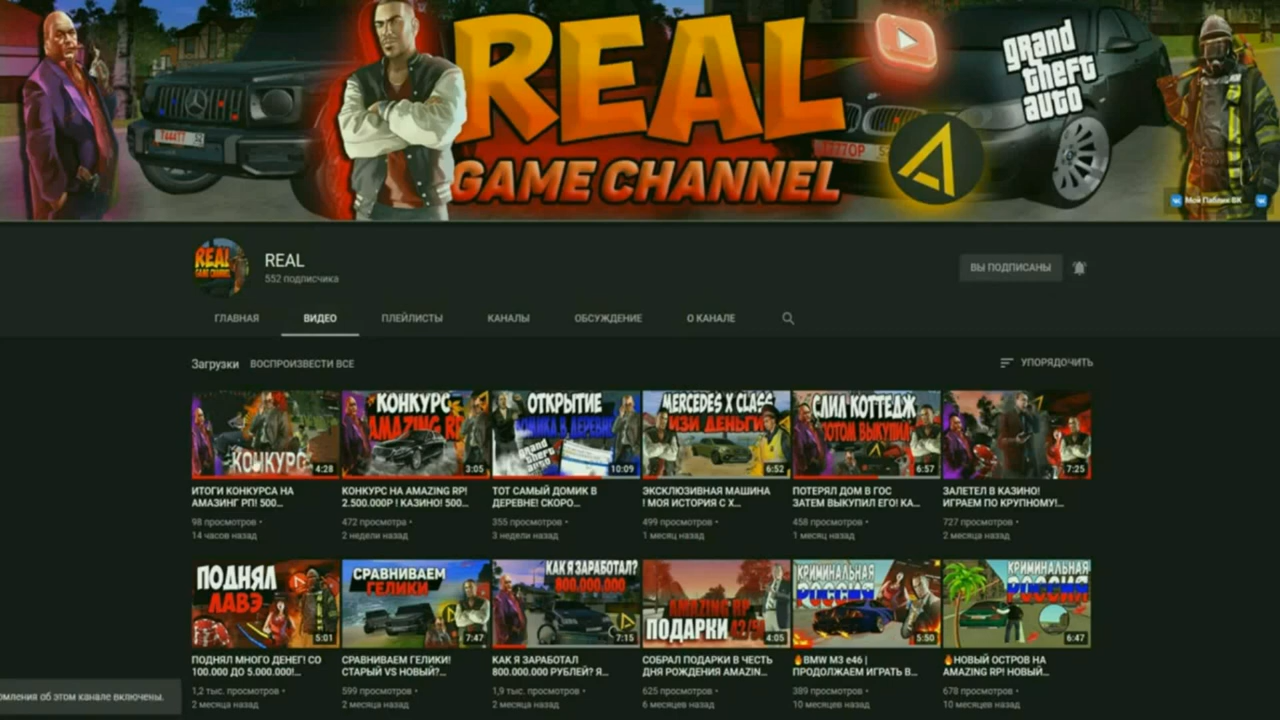 REAL
GAME CHANNEL
grand
theft
auto
Мой Паблик ВК
REAL
552 подписчика
ВЫ ПОДПИСАНЫ
ГЛАВНАЯ ВИДЕО ПЛЕЙЛИСТЫ КАНАЛЫ ОБСУЖДЕНИЕ О КАНАЛЕ
Загрузки ВОСПРОИЗВЕСТИ ВСЕ УПОРЯДОЧИТЬ
КОНКУРС
4:28
КОНКУРС
AMAZING RP
3:05
ОТКРЫТИЕ
ДОМИКА В ДЕРЕВНЕ
grand
theft
auto
10:09
MERCEDES X CLASS
ИЗИ ДЕНЬГИ
6:52
СЛИЛ КОТТЕДЖ
ПОТОМ ВЫКУПИЛ
6:57
7:25
ИТОГИ КОНКУРСА НА
АМАЗИНГ РП! 500...
98 просмотров •
14 часов назад
КОНКУРС НА AMAZING RP!
2.500.000Р ! КАЗИНО! 500...
472 просмотра •
2 недели назад
ТОТ САМЫЙ ДОМИК В
ДЕРЕВНЕ! СКОРО...
355 просмотров •
3 недели назад
ЭКСКЛЮЗИВНАЯ МАШИНА
! МОЯ ИСТОРИЯ С X...
499 просмотров •
1 месяц назад
ПОТЕРЯЛ ДОМ В ГОС
ЗАТЕМ ВЫКУПИЛ ЕГО! КА...
458 просмотров •
1 месяц назад
ЗАЛЕТЕЛ В КАЗИНО!
ИГРАЕМ ПО КРУПНОМУ!...
727 просмотров •
2 месяца назад
ПОДНЯЛ
ЛАВЭ
5:01
СРАВНИВАЕМ
ГЕЛИКИ
7:47
КАК Я ЗАРАБОТАЛ?
800.000.000
7:15
AMAZING RP
ПОДАРКИ
4:05
КРИМИНАЛЬНАЯ
РОССИЯ
5:50
КРИМИНАЛЬНАЯ
РОССИЯ
6:47
ПОДНЯЛ МНОГО ДЕНЕГ! СО
100.000 ДО 5.000.000!...
1,2 тыс. просмотров •
2 месяца назад
СРАВНИВАЕМ ГЕЛИКИ!
СТАРЫЙ VS НОВЫЙ?...
599 просмотров •
2 месяца назад
КАК Я ЗАРАБОТАЛ
800.000.000 РУБЛЕЙ? Я...
1,9 тыс. просмотров •
2 месяца назад
СОБРАЛ ПОДАРКИ В ЧЕСТЬ
ДНЯ РОЖДЕНИЯ AMAZIN...
625 просмотров •
6 месяцев назад
🔥BMW M3 e46 |
ПРОДОЛЖАЕМ ИГРАТЬ В...
389 просмотров •
10 месяцев назад
🔥НОВЫЙ ОСТРОВ НА
AMAZING RP! НОВЫЙ...
678 просмотров •
10 месяцев назад
омления об этом канале включены.